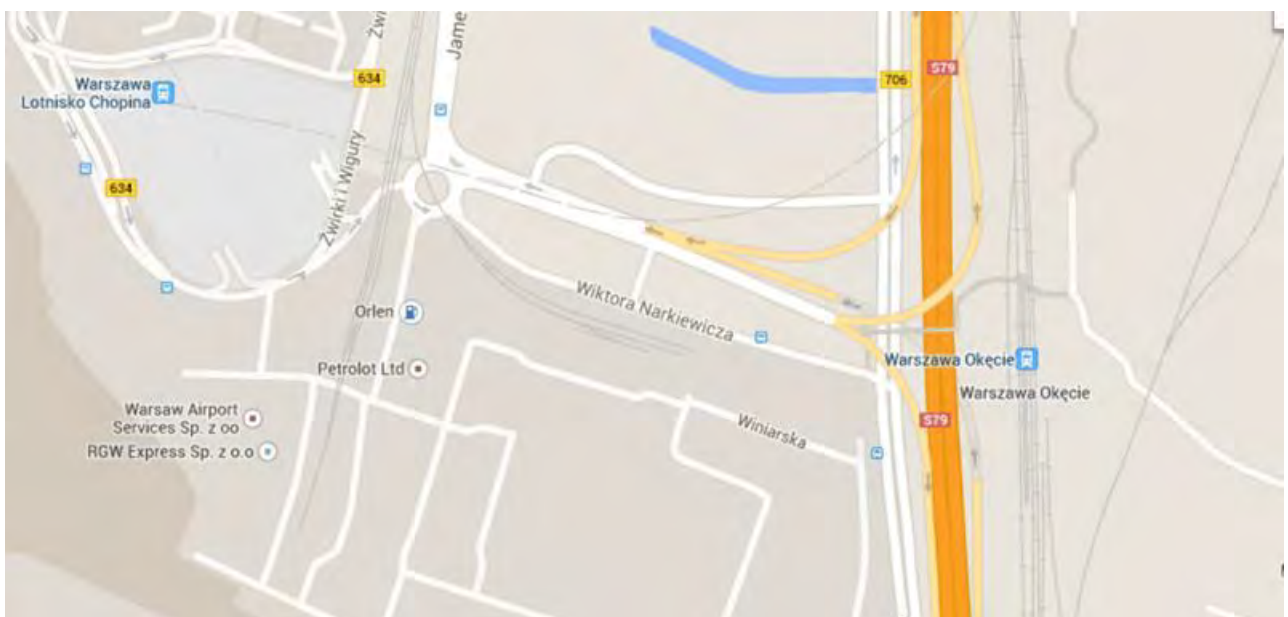 Żwi
Jame
S79
634
706
Warszawa
Lotnisko Chopina
634
Żwirki i Wigury
Wiktora Narkiewicza
Orlen
Petrolot Ltd
Warszawa Okęcie
Warszawa Okęcie
Warsaw Airport
Services Sp. z oo
Winiarska
S79
RGW Express Sp. z o.o